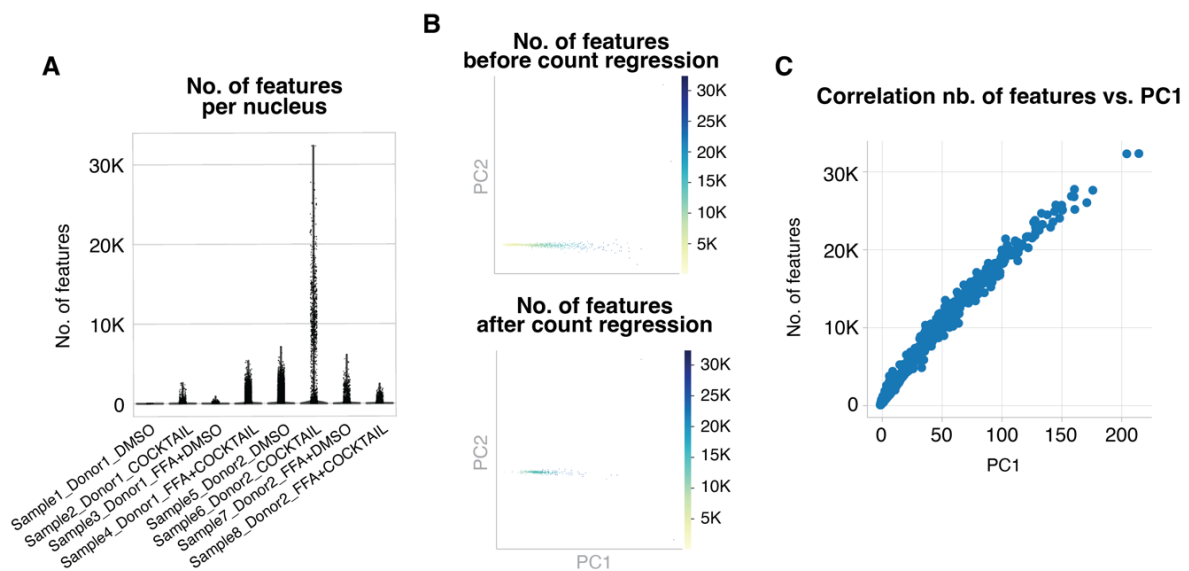 A
No. of features
per nucleus
No. of features
30K
20K
10K
0
Sample1_Donor1_DMSO
Sample2_Donor1_COCKTAIL
Sample3_Donor1_FFA+DMSO
Sample4_Donor1_FFA+COCKTAIL
Sample5_Donor2_DMSO
Sample6_Donor2_COCKTAIL
Sample7_Donor2_FFA+DMSO
Sample8_Donor2_FFA+COCKTAIL
B
No. of features
before count regression
PC2
30K
25K
20K
15K
10K
5K
No. of features
after count regression
PC2
PC1
30K
25K
20K
15K
10K
5K
C
Correlation nb. of features vs. PC1
No. of features
30K
20K
10K
0
0
50
100
150
200
PC1